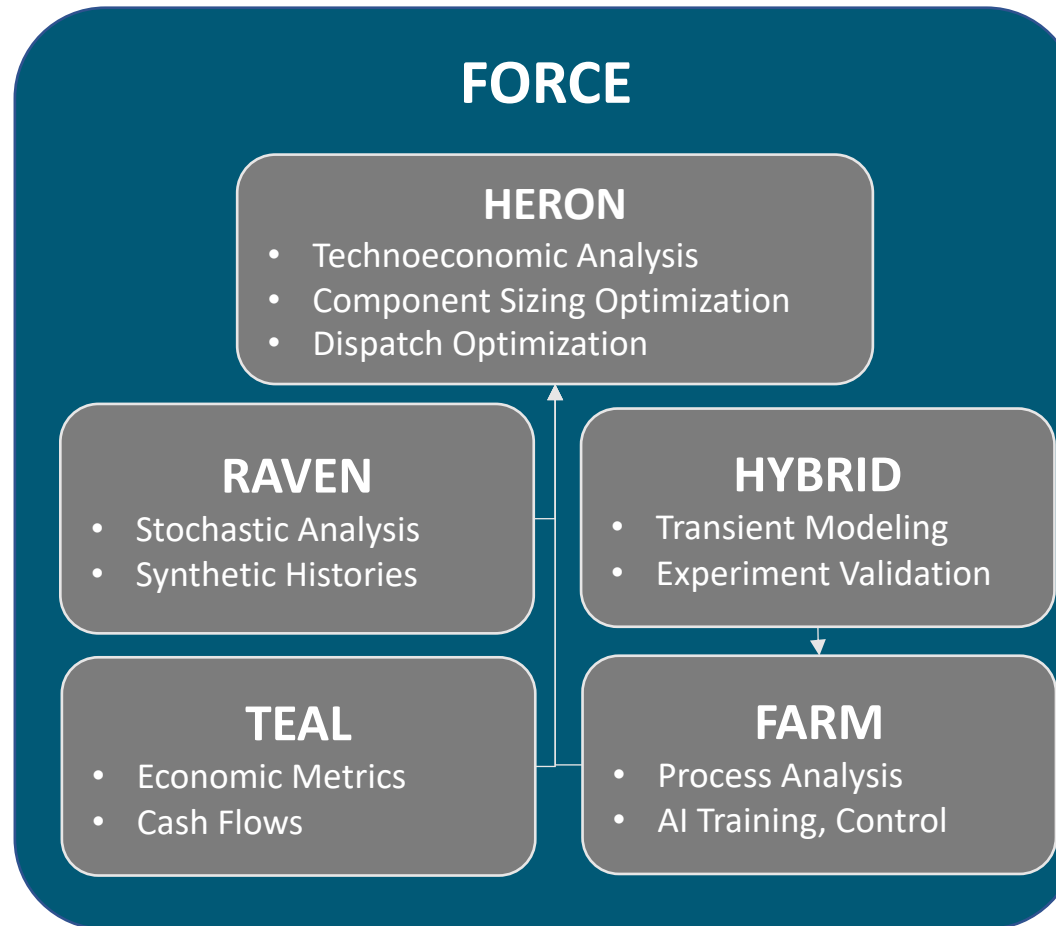 FORCE
HERON
• Technoeconomic Analysis
• Component Sizing Optimization
• Dispatch Optimization
RAVEN
• Stochastic Analysis
• Synthetic Histories
HYBRID
• Transient Modeling
• Experiment Validation
TEAL
• Economic Metrics
• Cash Flows
FARM
• Process Analysis
• AI Training, Control